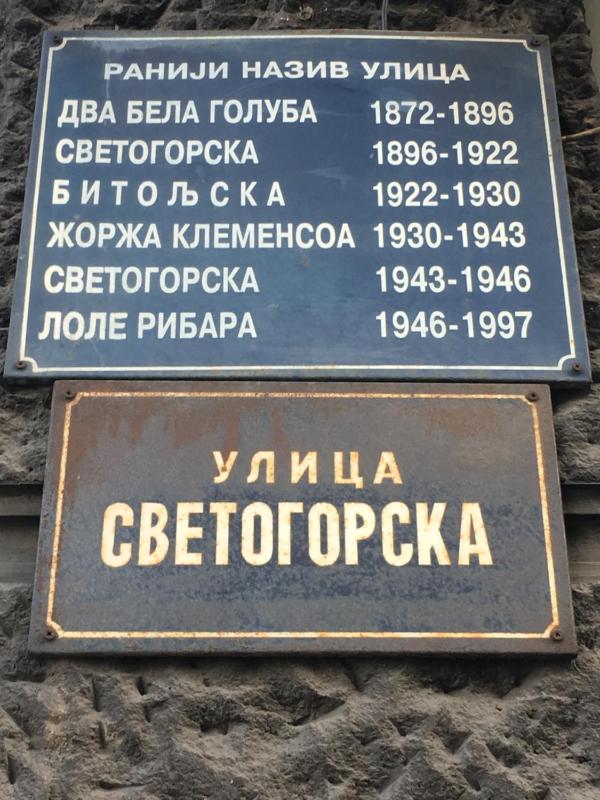 РАНИЈИ НАЗИВ УЛИЦА
ДВА БЕЛА ГОЛУБА 1872-1896
СВЕТОГОРСКА 1896-1922
БИТОЉСКА 1922-1930
ЖОРЖА КЛЕМЕНСОА 1930-1943
СВЕТОГОРСКА 1943-1946
ЛОЛЕ РИБАРА 1946-1997
УЛИЦА
СВЕТОГОРСКА